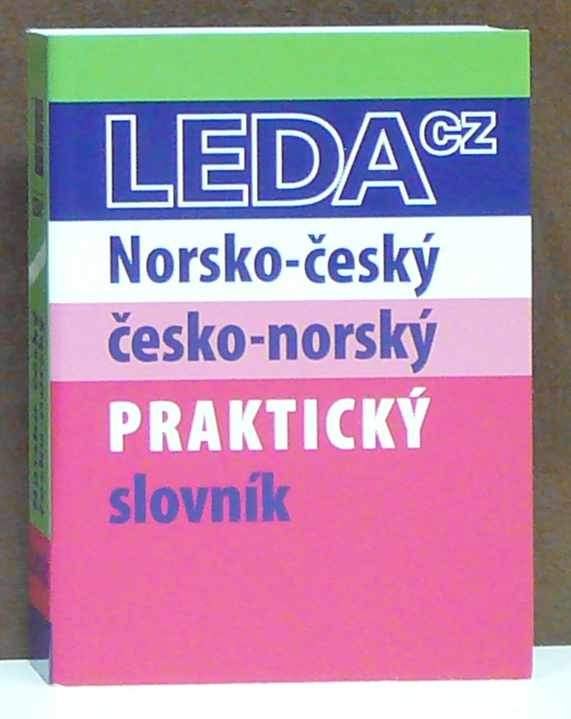 LEDA CZ
Norsko-český
česko-norský
PRAKTICKÝ
slovník